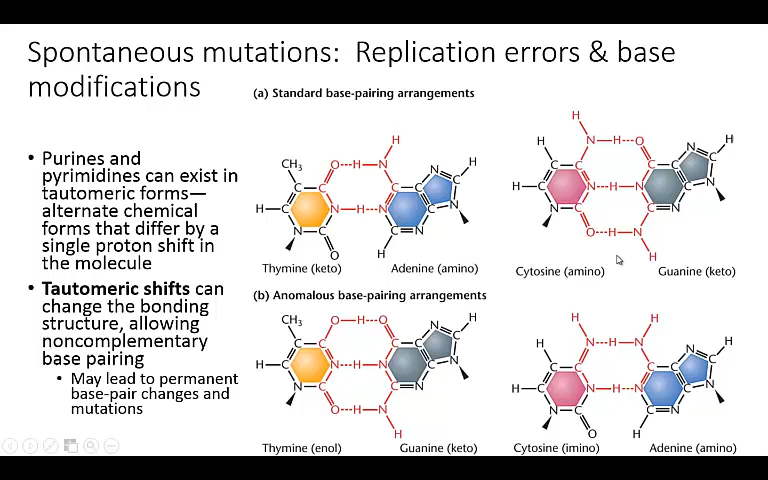 Spontaneous mutations: Replication errors & base
modifications
• Purines and
pyrimidines can exist in
tautomeric forms—
alternate chemical
forms that differ by a
single proton shift in
the molecule
• Tautomeric shifts can
change the bonding
structure, allowing
noncomplementary
base pairing
• May lead to permanent
base-pair changes and
mutations
(a) Standard base-pairing arrangements
CH3 O H N H N C H
H C C C N
H N C C N
N C O
Thymine (keto) Adenine (amino)
H N H O N C H
H C C C N
H C N H N C
N C O H N H
Cytosine (amino) Guanine (keto)
(b) Anomalous base-pairing arrangements
CH3 O H O N C H
H C C N H N C C N
N C O H N H
Thymine (enol) Guanine (keto)
H N H N H N C H
H C C C N
H C N H N C
N C O H C N
Cytosine (imino) Adenine (amino)